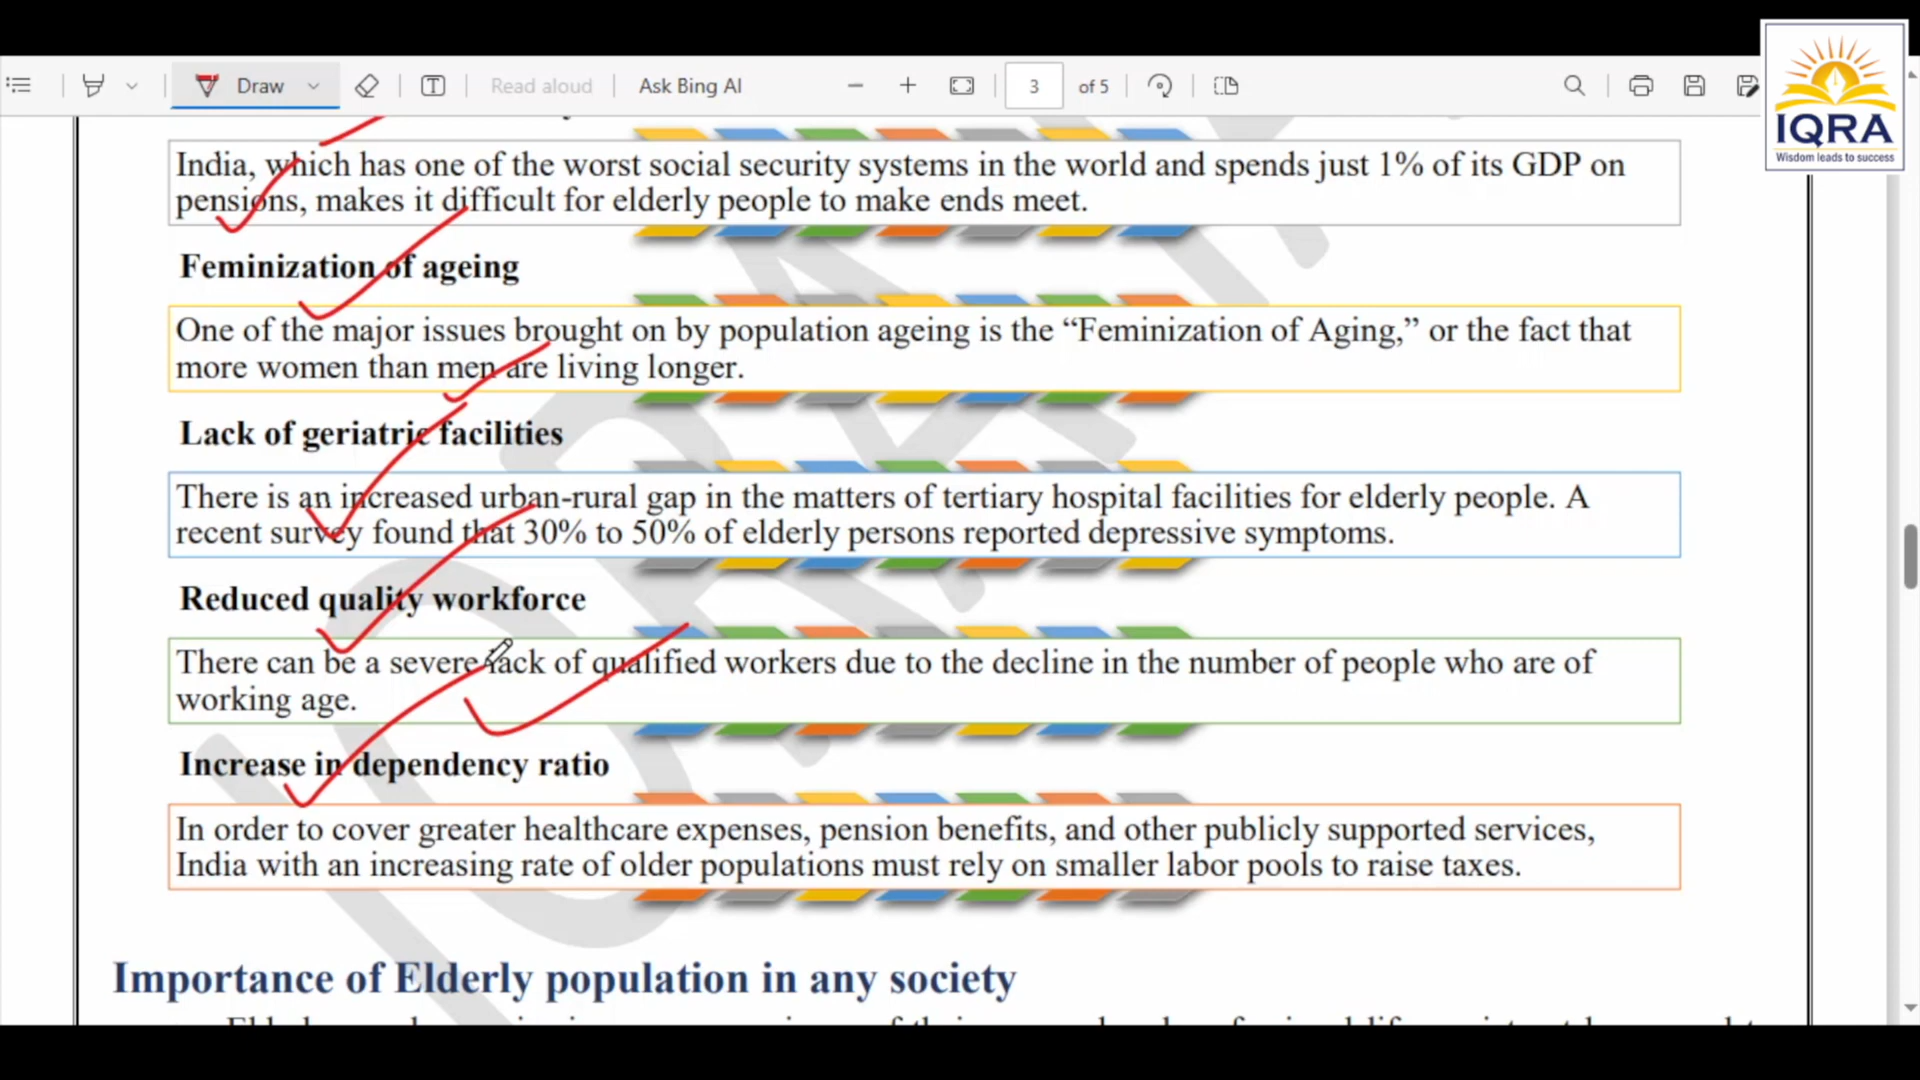 Draw
Read aloud
Ask Bing AI
3
of 5
IQRA
Wisdom leads to success
India, which has one of the worst social security systems in the world and spends just 1% of its GDP on
pensions, makes it difficult for elderly people to make ends meet.
Feminization of ageing
One of the major issues brought on by population ageing is the “Feminization of Aging,” or the fact that
more women than men are living longer.
Lack of geriatric facilities
There is an increased urban-rural gap in the matters of tertiary hospital facilities for elderly people. A
recent survey found that 30% to 50% of elderly persons reported depressive symptoms.
Reduced quality workforce
There can be a severe lack of qualified workers due to the decline in the number of people who are of
working age.
Increase in dependency ratio
In order to cover greater healthcare expenses, pension benefits, and other publicly supported services,
India with an increasing rate of older populations must rely on smaller labor pools to raise taxes.
Importance of Elderly population in any society